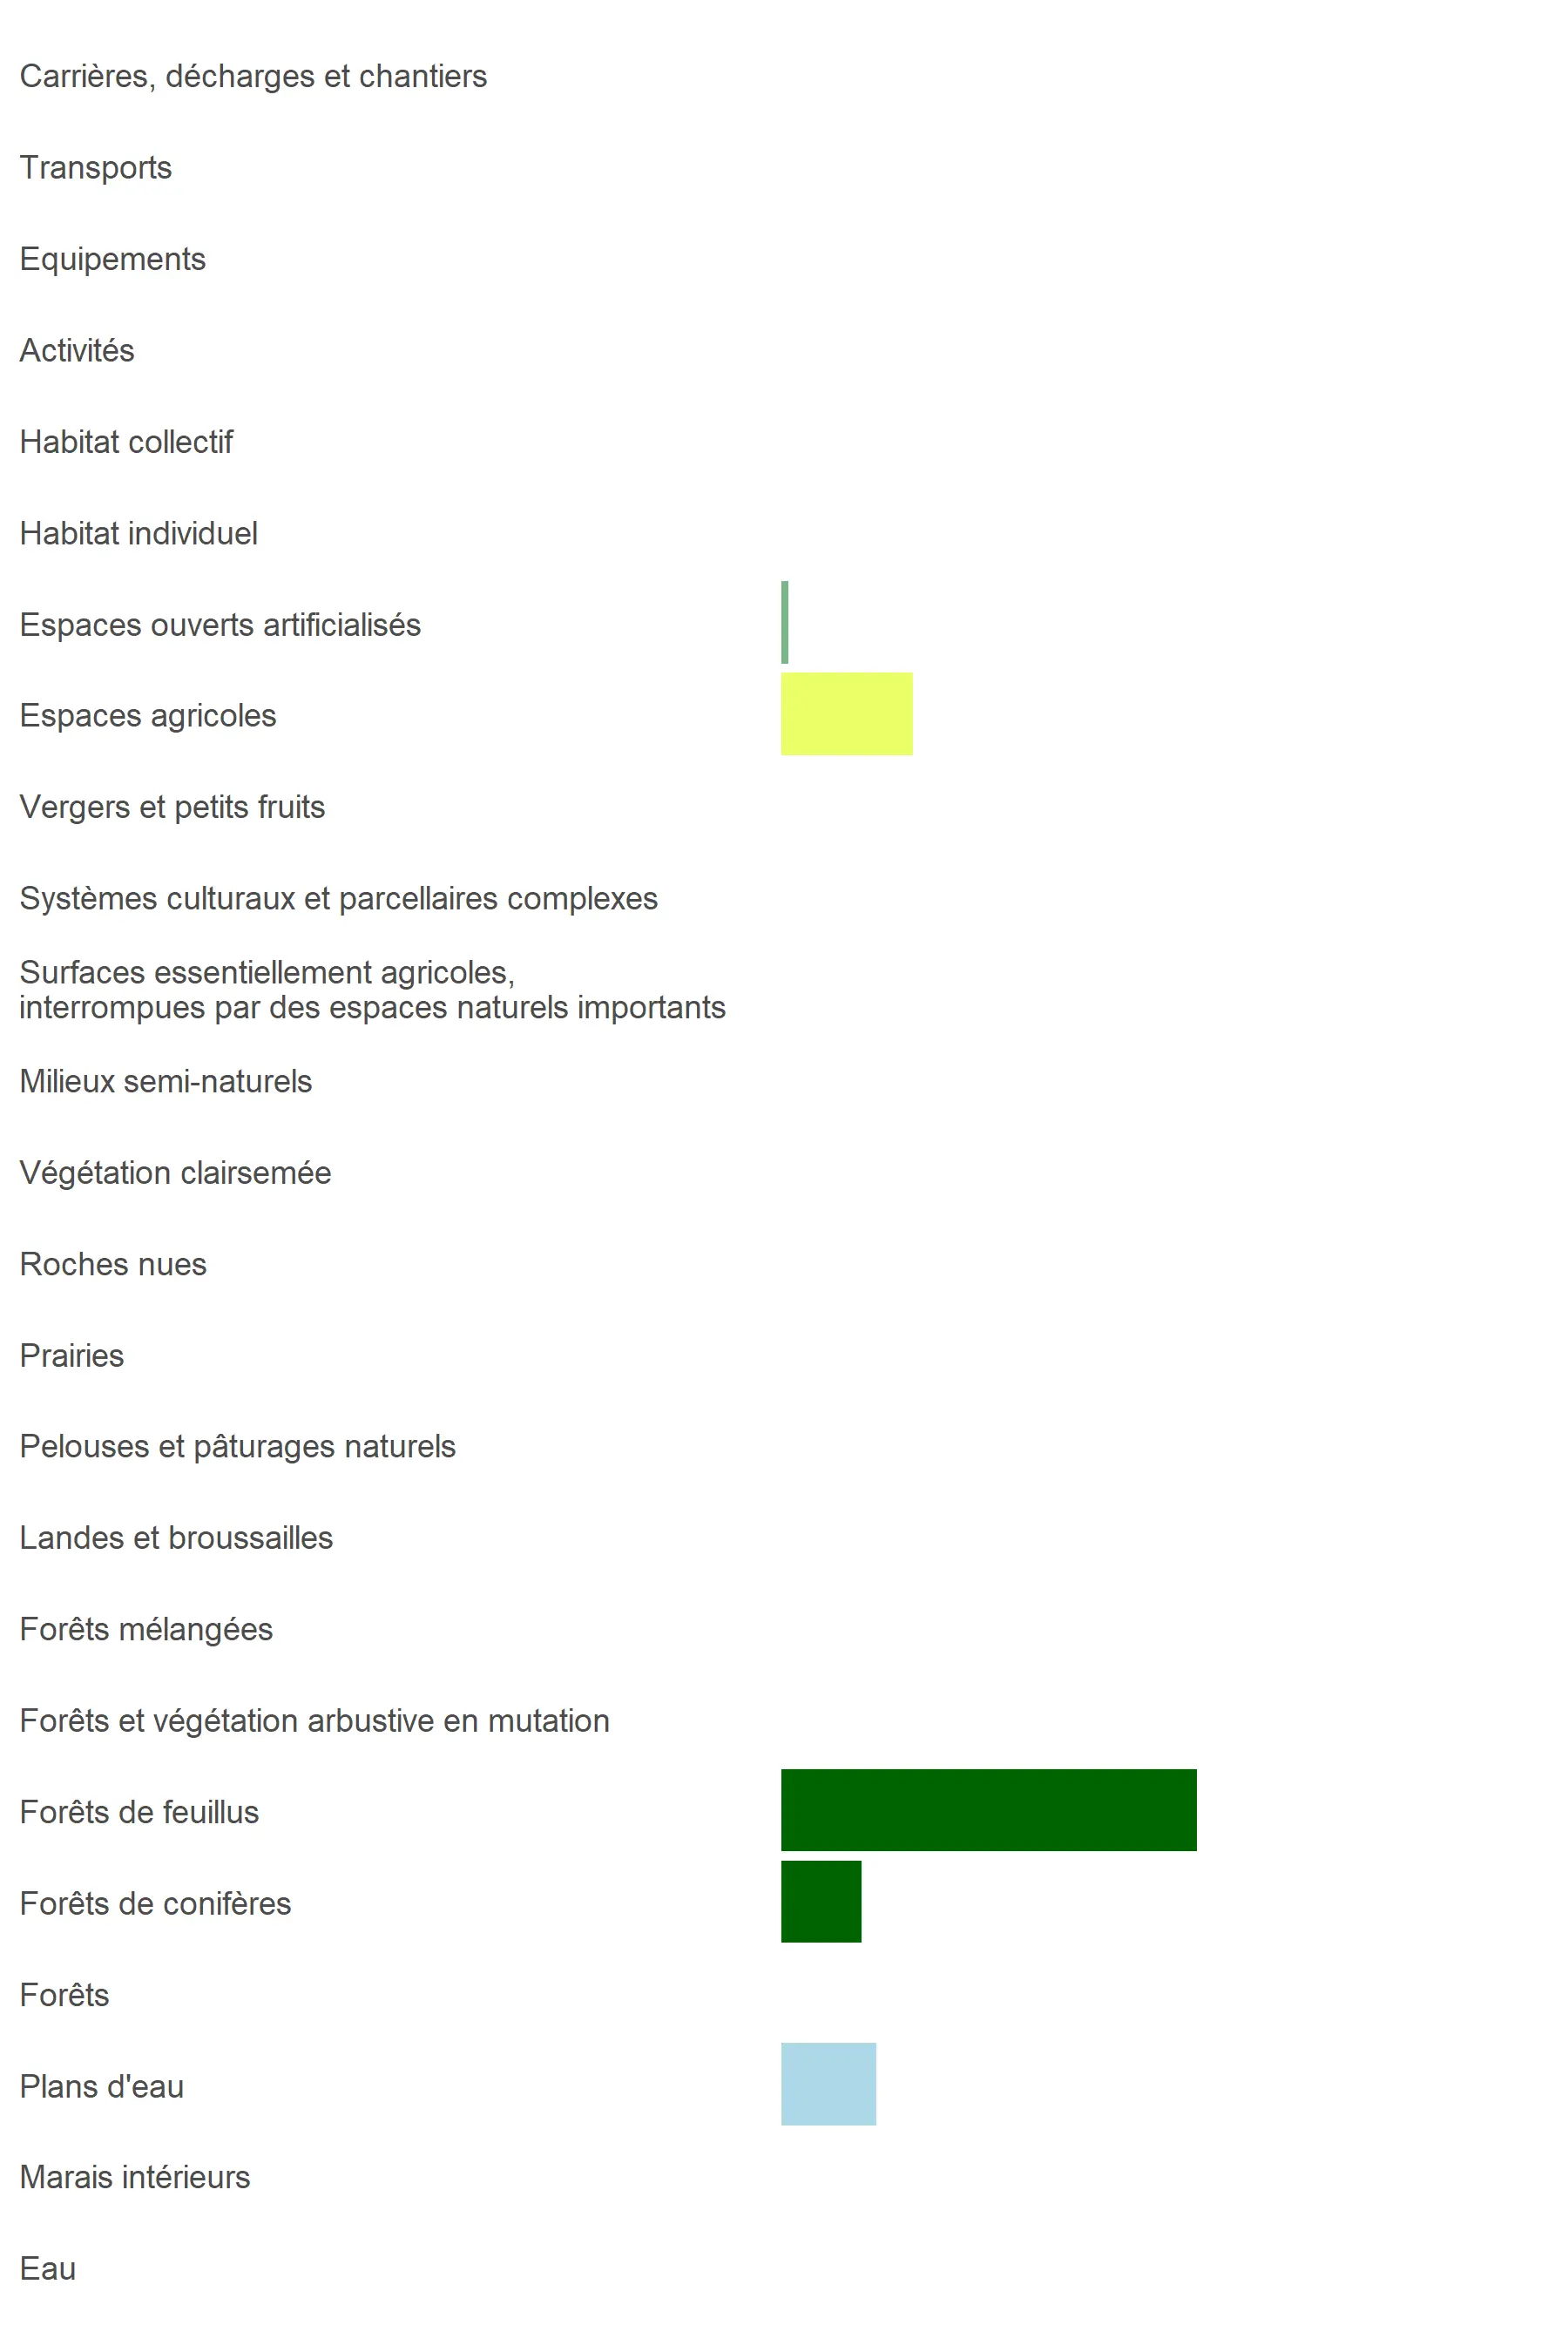 Carrières, décharges et chantiers
Transports
Equipements
Activités
Habitat collectif
Habitat individuel
Espaces ouverts artificialisés
Espaces agricoles
Vergers et petits fruits
Systèmes culturaux et parcellaires complexes
Surfaces essentiellement agricoles,
interrompues par des espaces naturels importants
Milieux semi-naturels
Végétation clairsemée
Roches nues
Prairies
Pelouses et pâturages naturels
Landes et broussailles
Forêts mélangées
Forêts et végétation arbustive en mutation
Forêts de feuillus
Forêts de conifères
Forêts
Plans d'eau
Marais intérieurs
Eau